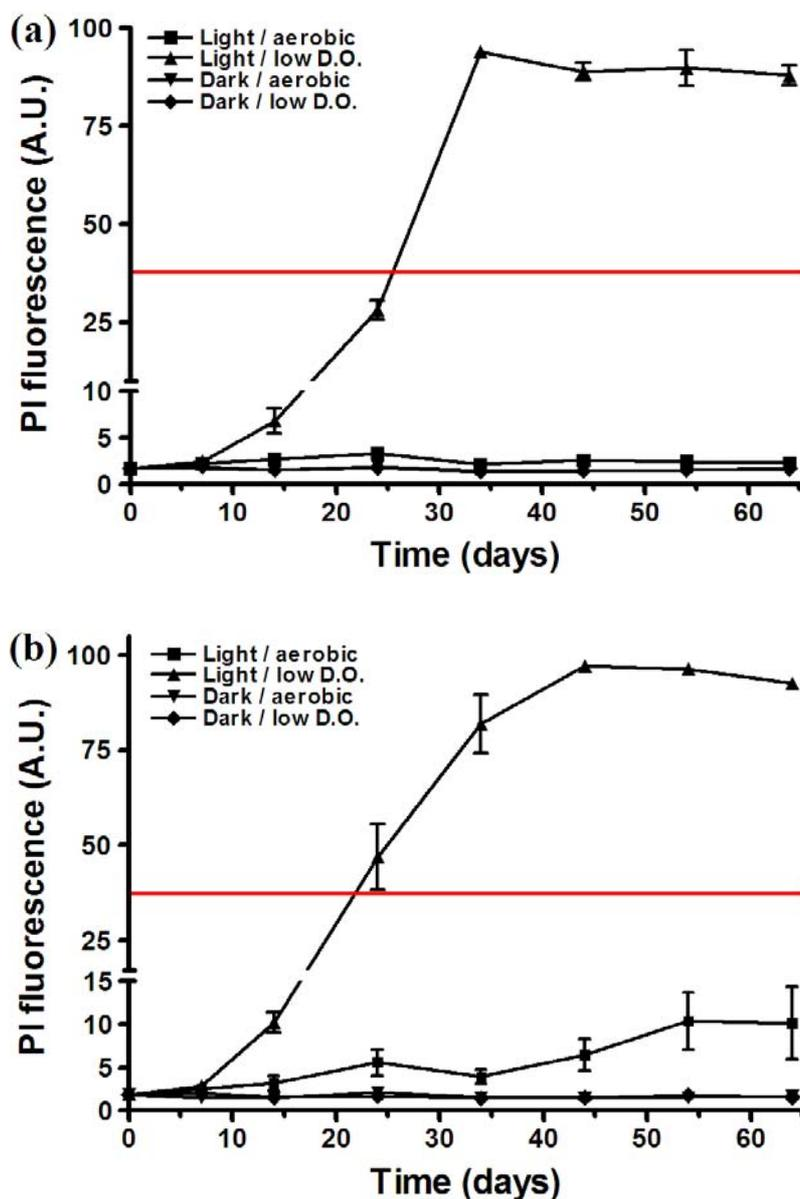 (a)
100
75
50
25
10
5
0
PI fluorescence (A.U.)
Light / aerobic
Light / low D.O.
Dark / aerobic
Dark / low D.O.
0 10 20 30 40 50 60
Time (days)
(b)
100
75
50
25
15
10
5
0
PI fluorescence (A.U.)
Light / aerobic
Light / low D.O.
Dark / aerobic
Dark / low D.O.
0 10 20 30 40 50 60
Time (days)